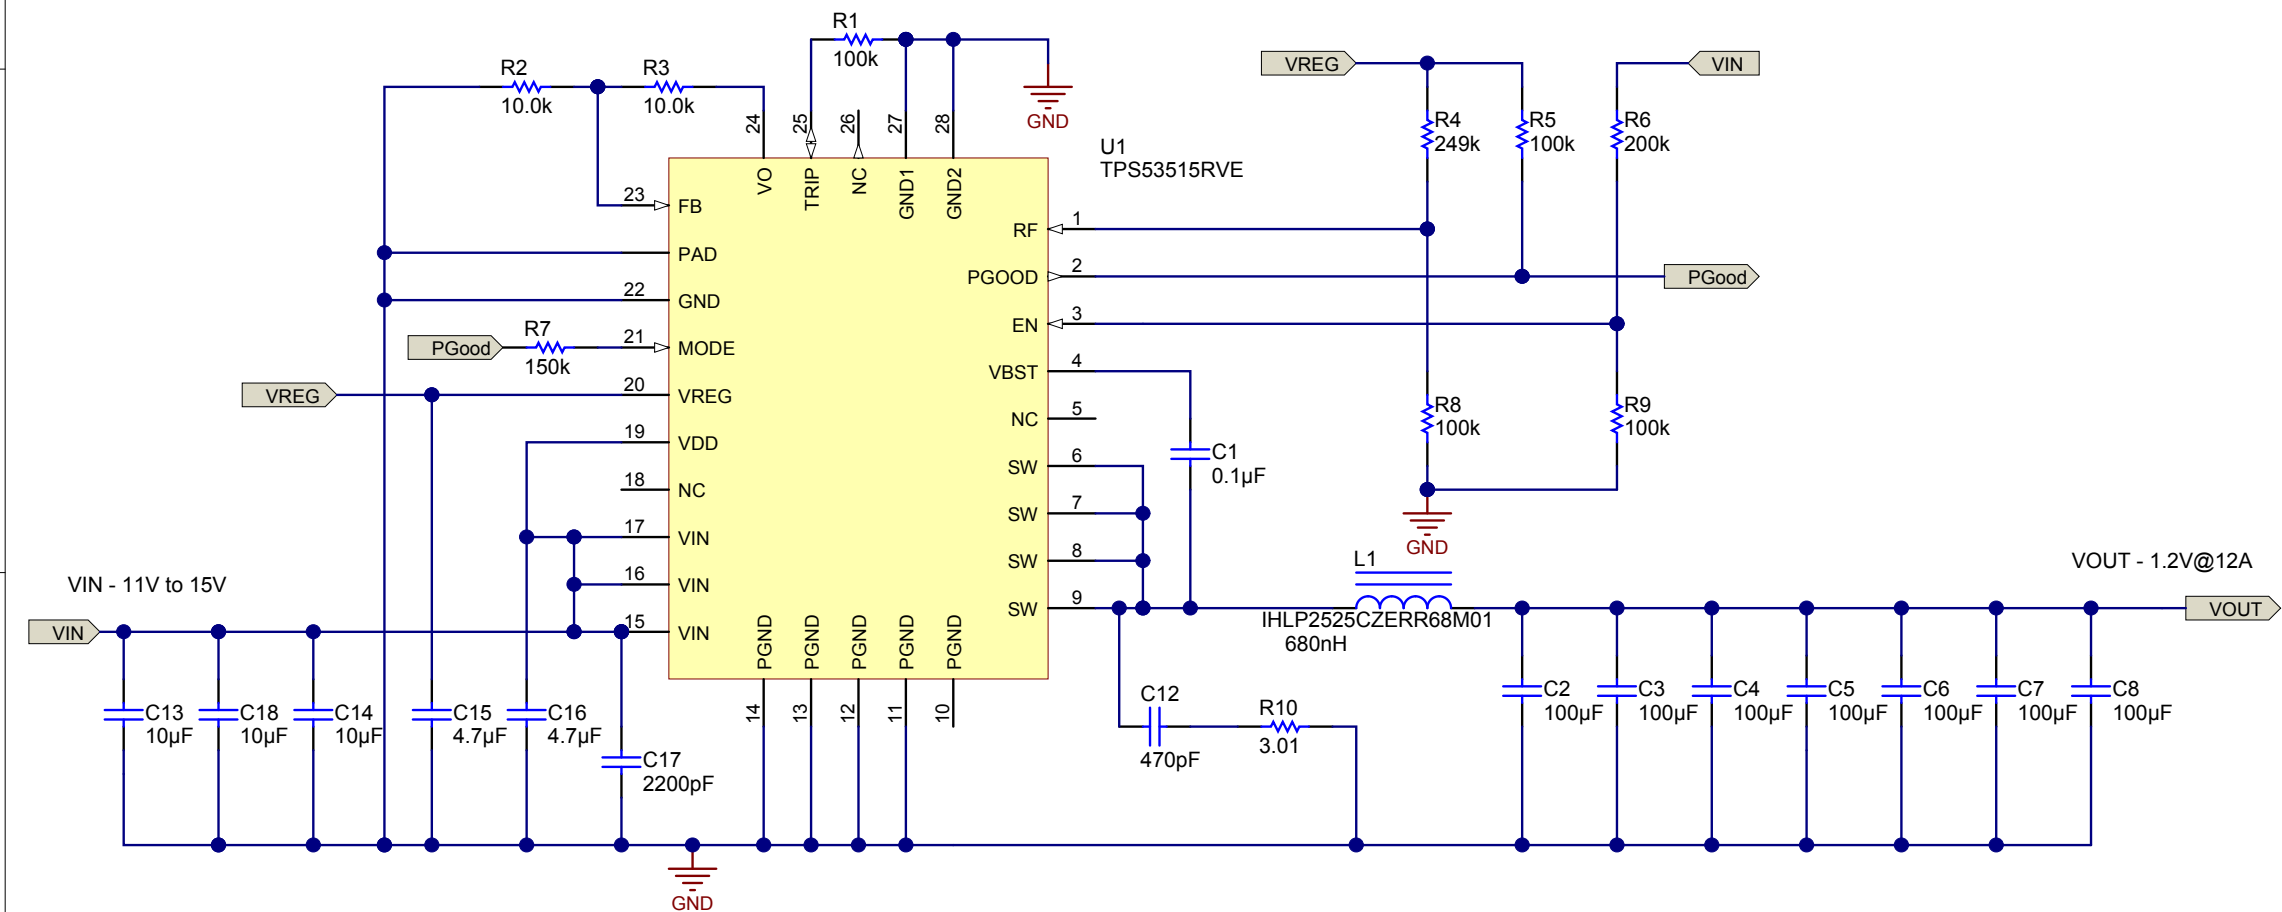 R1
100k
R2
10.0k
R3
10.0k
GND
24
25
26
27
28
VO
TRIP
NC
GND1
GND2
U1
TPS53515RVE
VREG
VIN
R4
249k
R5
100k
R6
200k
23
FB
PAD
22
GND
PGood
R7
150k
21
MODE
VREG
20
VREG
19
VDD
18
NC
17
VIN
16
VIN
15
VIN
RF
1
PGOOD
2
PGood
EN
3
VBST
4
NC
5
SW
6
SW
7
SW
8
SW
9
C1
0.1µF
R8
100k
R9
100k
GND
VIN - 11V to 15V
VIN
L1
IHLP2525CZERR68M01
680nH
VOUT - 1.2V@12A
VOUT
PGND
PGND
PGND
PGND
PGND
14
13
12
11
10
C13
10µF
C18
10µF
C14
10µF
C15
4.7µF
C16
4.7µF
C17
2200pF
C12
470pF
R10
3.01
C2
100µF
C3
100µF
C4
100µF
C5
100µF
C6
100µF
C7
100µF
C8
100µF
GND